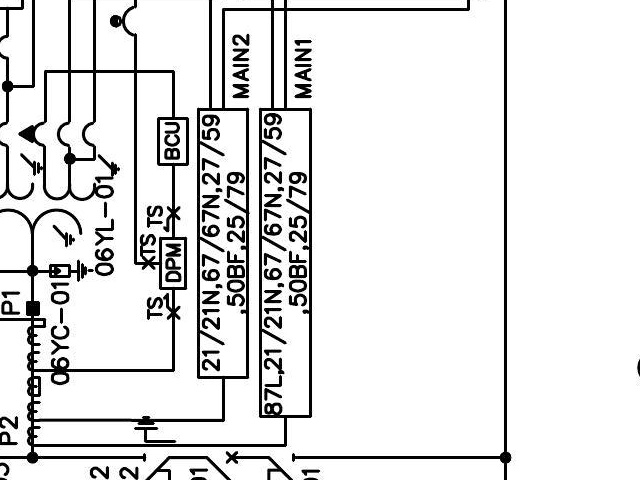 MAIN2
MAIN1
BCU
21/21N,67/67N,27/59
,50BF,25/79
87L,21/21N,67/67N,27/59
,50BF,25/79
06YL-01
TS
TS
DPM
TS
P1
06YC-01
P2
2
2
01
01